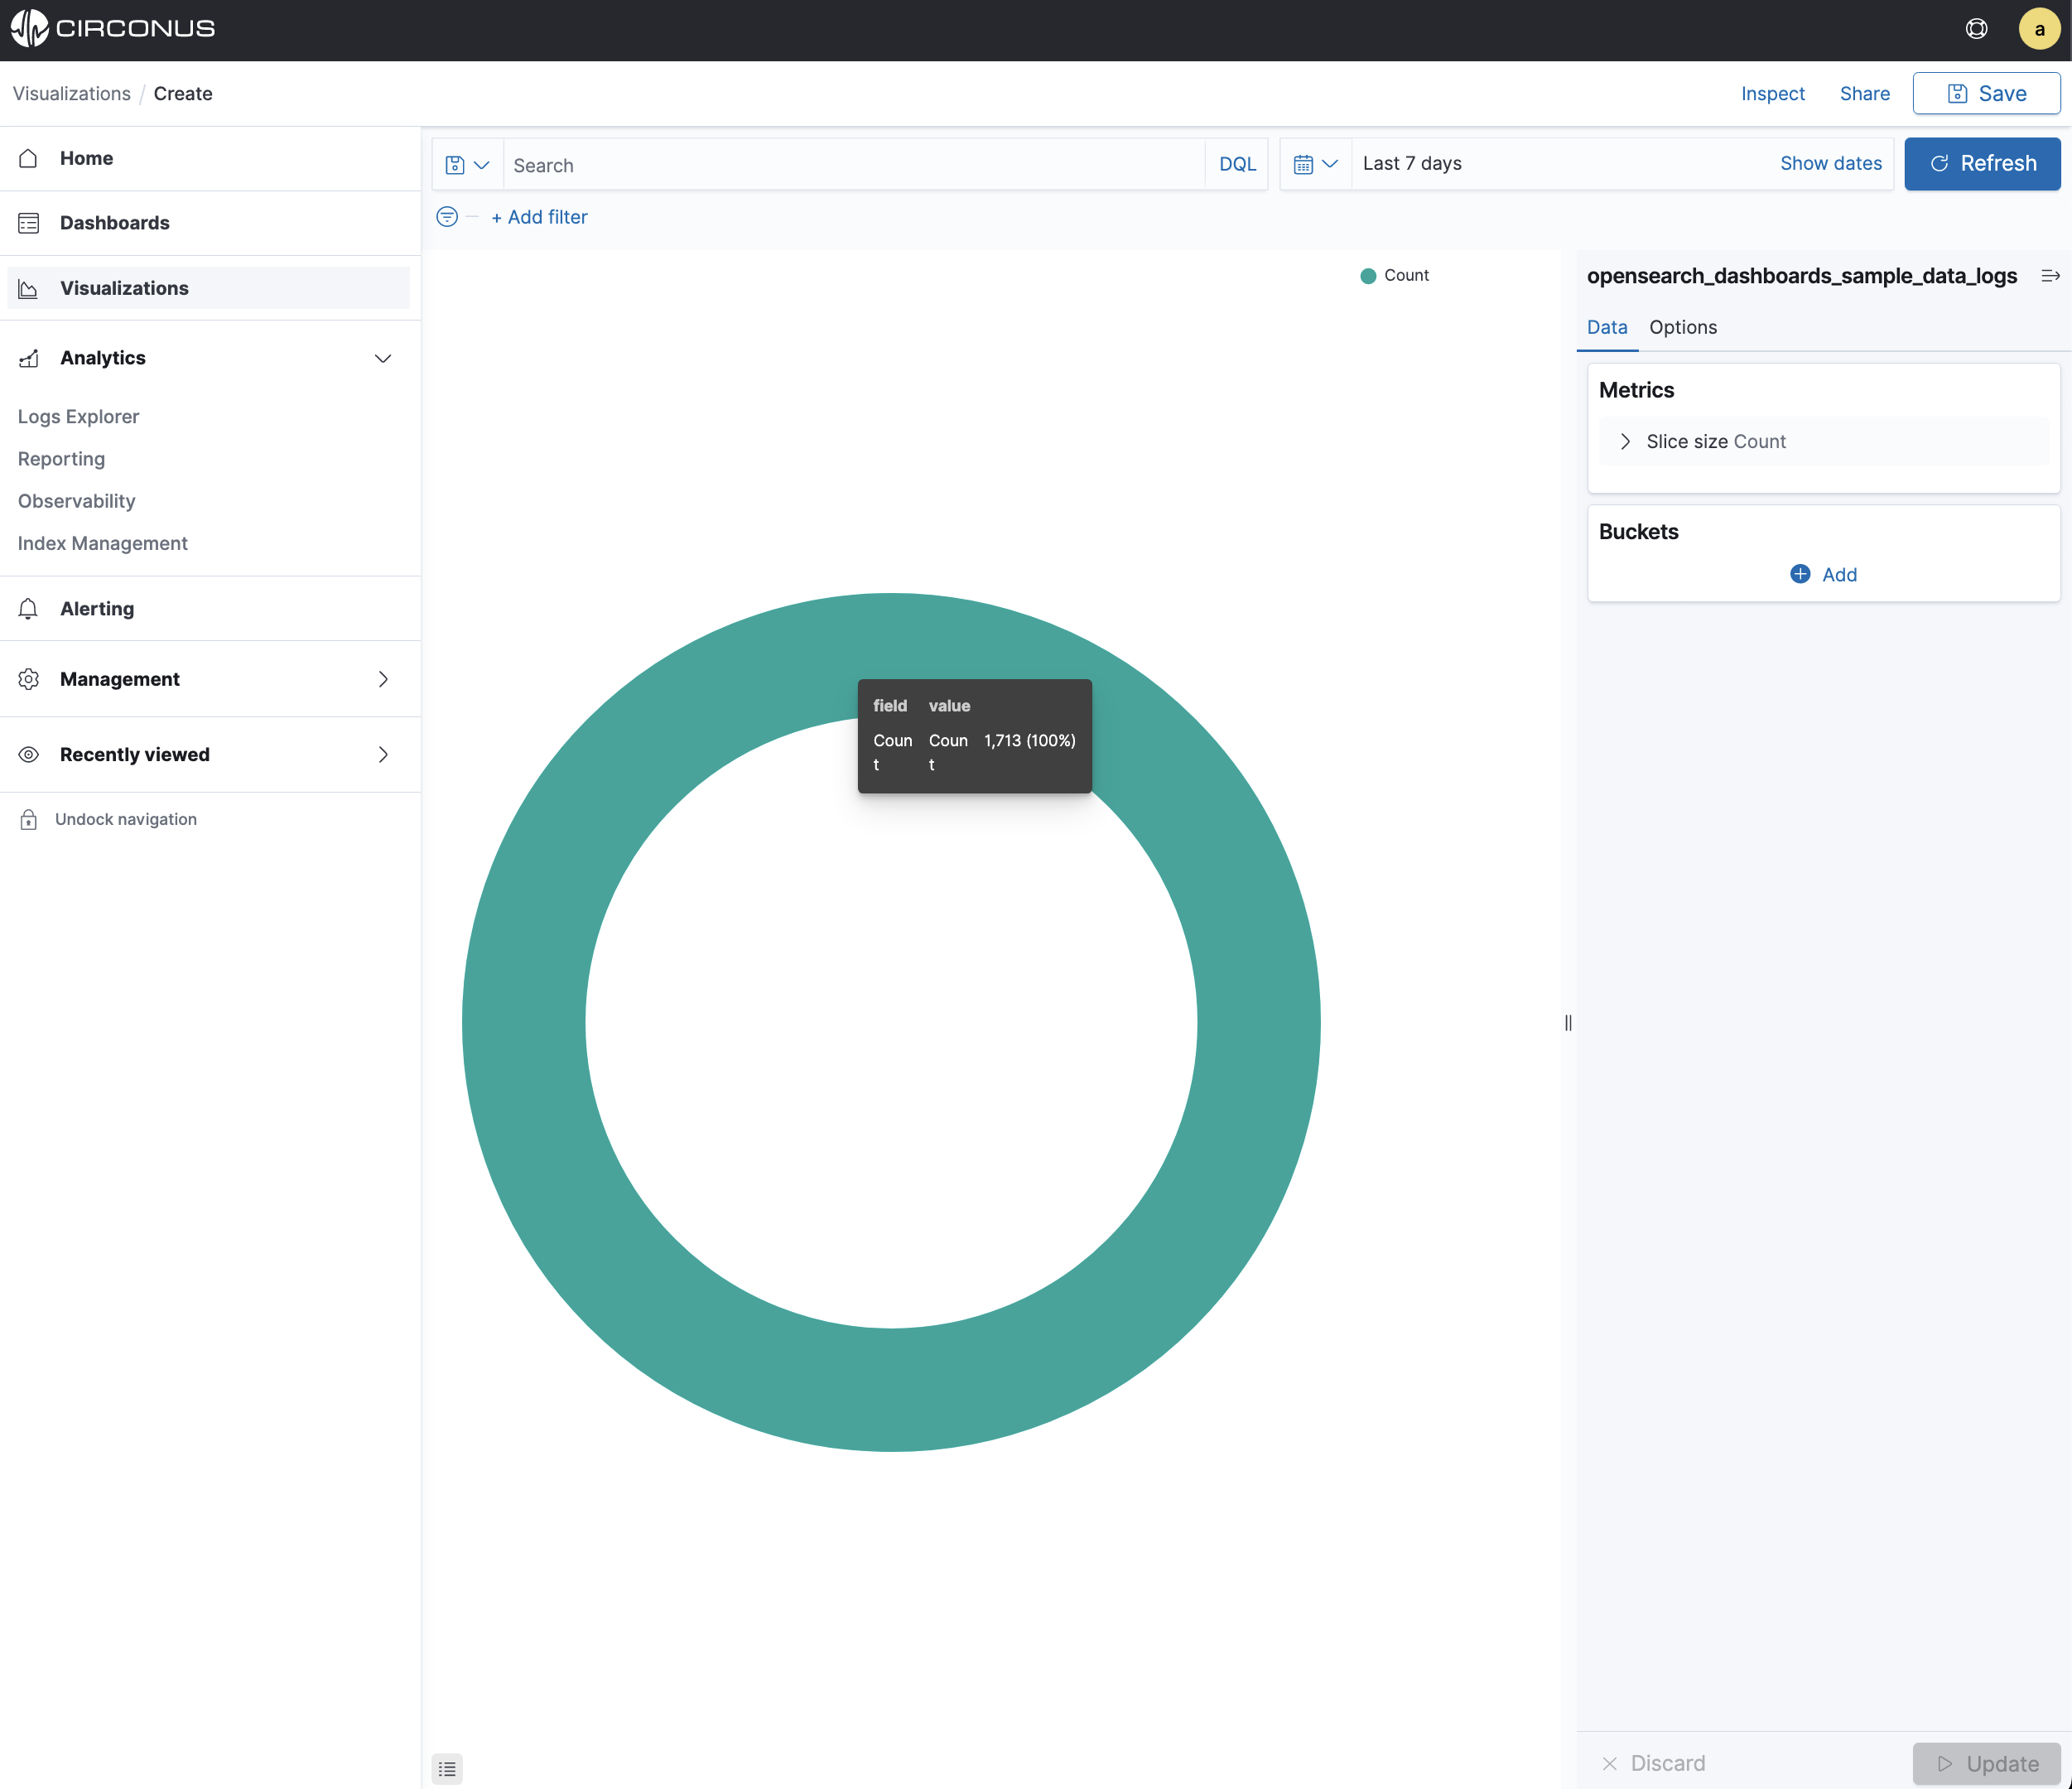 CIRCONUS
a
Visualizations / Create
Inspect
Share
Save
Home
Dashboards
Visualizations
Analytics
Logs Explorer
Reporting
Observability
Index Management
Alerting
Management
Recently viewed
Undock navigation
Search
DQL
Last 7 days
Show dates
Refresh
+ Add filter
Count
field value
Coun Coun 1,713 (100%)
t t
opensearch_dashboards_sample_data_logs
Data Options
Metrics
Slice size Count
Buckets
Add
Discard
Update